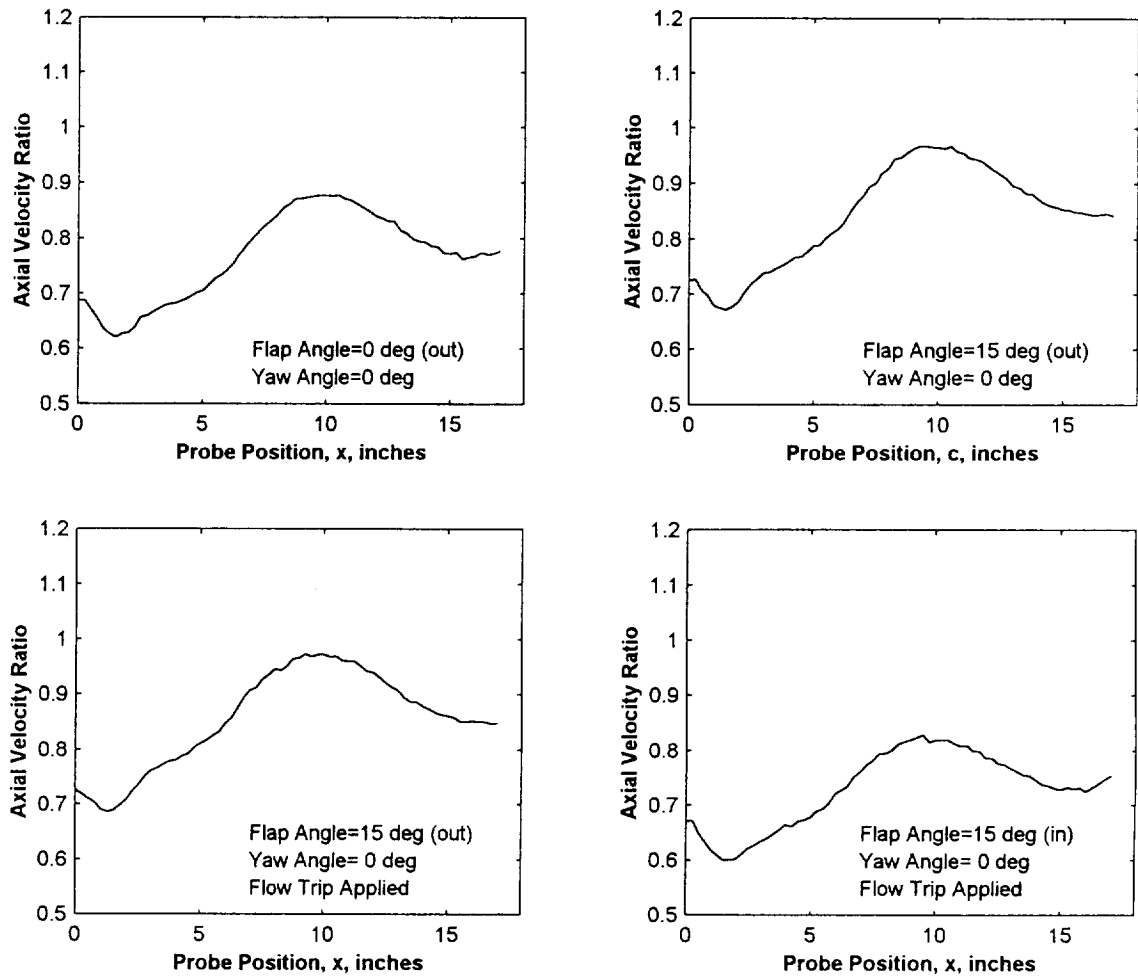 1.2
1.1
1
0.9
0.8
0.7
0.6
0.5
Axial Velocity Ratio
Flap Angle=0 deg (out)
Yaw Angle=0 deg
0 5 10 15
Probe Position, x, inches
1.2
1.1
1
0.9
0.8
0.7
0.6
0.5
Axial Velocity Ratio
Flap Angle=15 deg (out)
Yaw Angle= 0 deg
0 5 10 15
Probe Position, c, inches
1.2
1.1
1
0.9
0.8
0.7
0.6
0.5
Axial Velocity Ratio
Flap Angle=15 deg (out)
Yaw Angle= 0 deg
Flow Trip Applied
0 5 10 15
Probe Position, x, inches
1.2
1.1
1
0.9
0.8
0.7
0.6
0.5
Axial Velocity Ratio
Flap Angle=15 deg (in)
Yaw Angle= 0 deg
Flow Trip Applied
0 5 10 15
Probe Position, x, inches